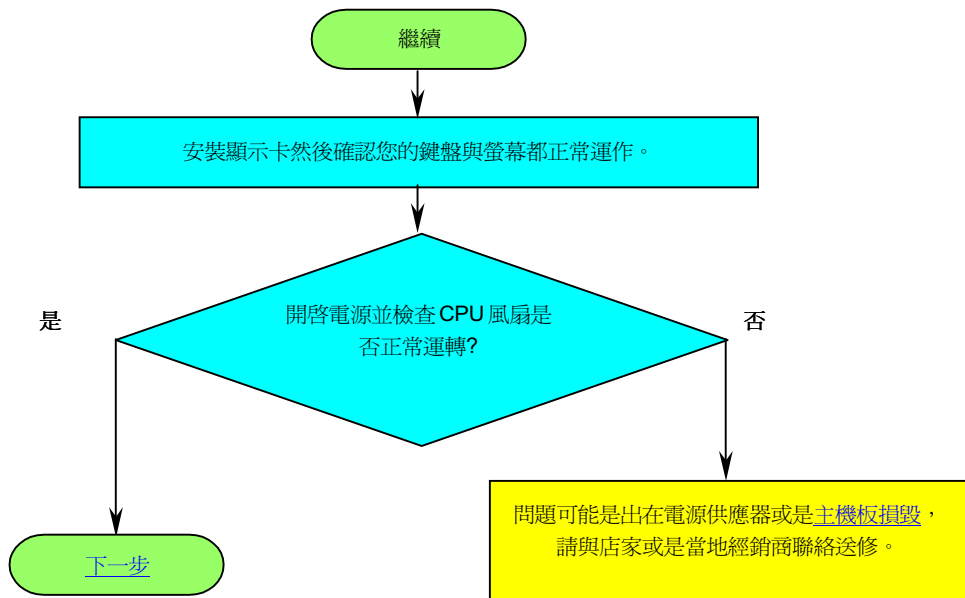 繼續
安裝顯示卡然後確認您的鍵盤與螢幕都正常運作。
開啓電源並檢查 CPU 風扇是
否正常運轉?
是
否
問題可能是出在電源供應器或是主機板損毀，
請與店家或是當地經銷商聯絡送修。
下一步